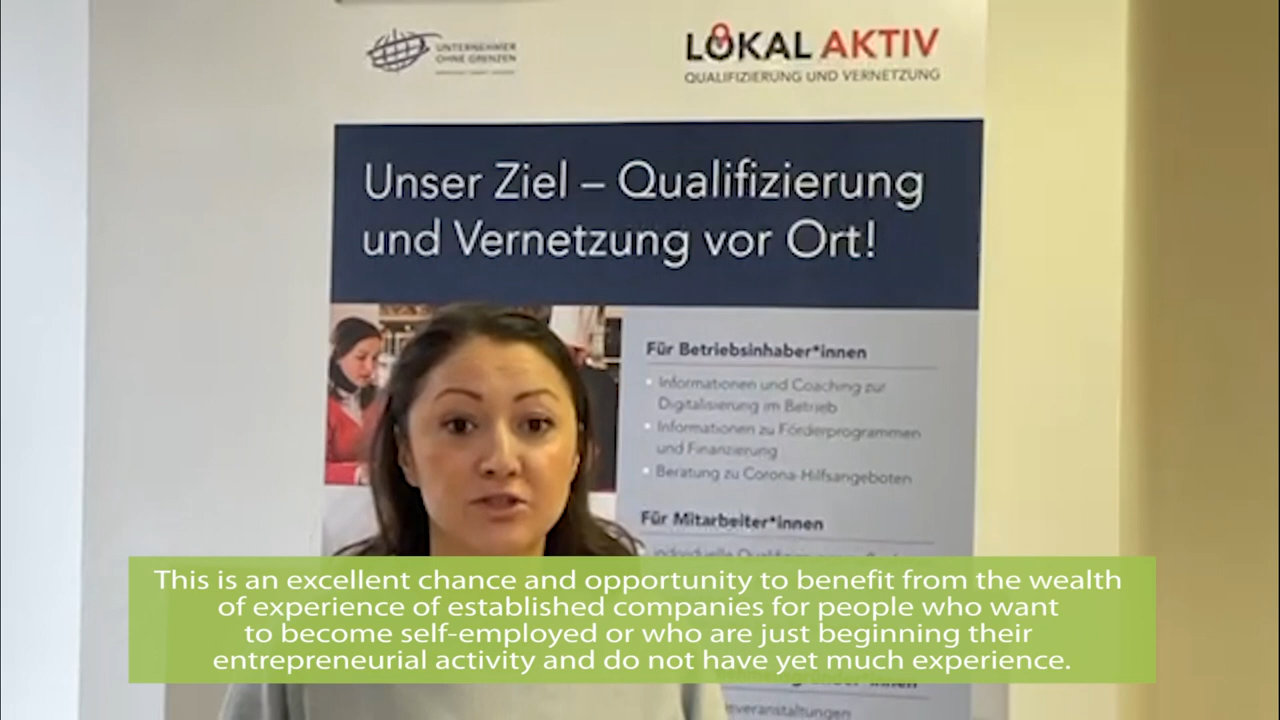 UNTERNEHMER
OHNE GRENZEN
LOKAL AKTIV
QUALIFIZIERUNG UND VERNETZUNG
Unser Ziel – Qualifizierung
und Vernetzung vor Ort!
Für Betriebsinhaber*innen
Informationen und Coaching zur
Digitalisierung im Betrieb
Informationen zu Förderprogrammen
und Finanzierung
Beratung zu Corona-Hilfsangeboten
Für Mitarbeiter*innen
individuelle
This is an excellent chance and opportunity to benefit from the wealth
of experience of established companies for people who want
to become self-employed or who are just beginning their
entrepreneurial activity and do not have yet much experience.